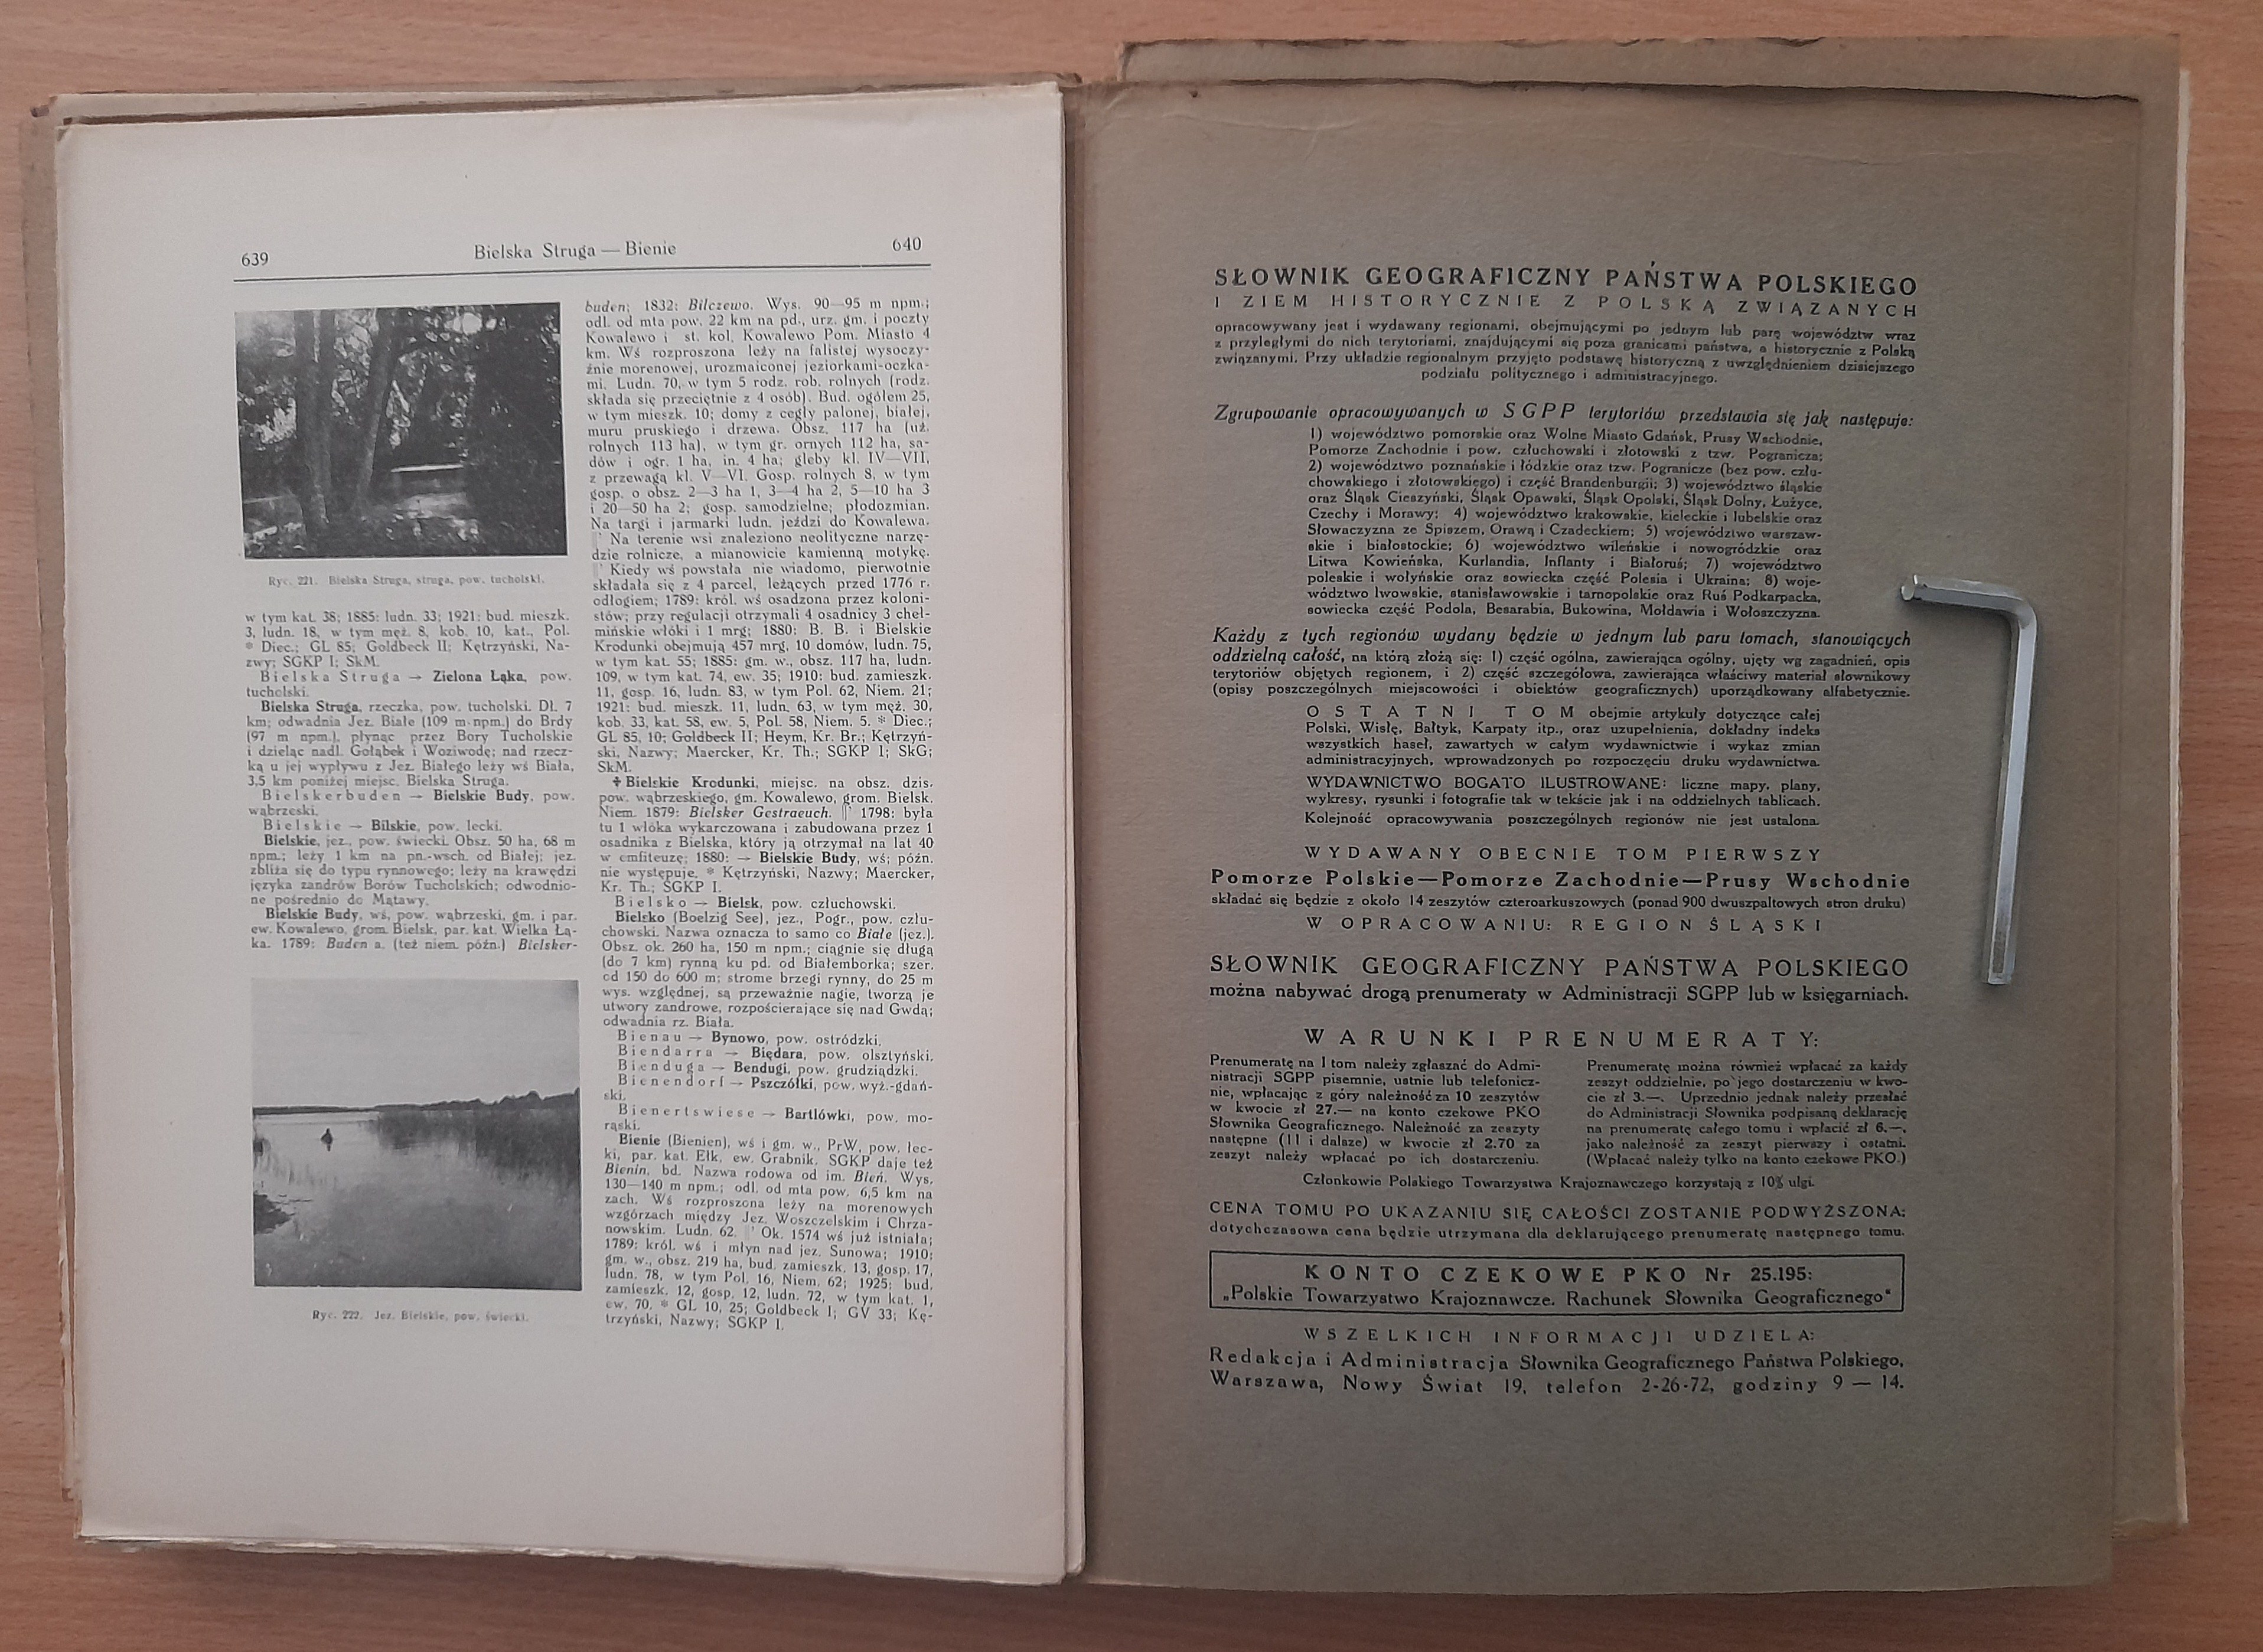 639
Bielska Struga — Bienie
640
Ryc. 221. Bielska Struga, struga, pow. tucholski.
w tym kat. 38; 1885: ludn. 33; 1921: bud. mieszk.
3, ludn. 18, w tym męż. 8, kob. 10, kat., Pol.
* Diec.; GL 85; Goldbeck II; Kętrzyński, Na-
zwy; SGKP I; SkM.
Bielska Struga → Zielona Łąka, pow.
tucholski.
Bielska Struga, rzeczka, pow. tucholski. Dł. 7
km; odwadnia Jez. Białe (109 m npm.) do Brdy
(97 m npm.), płynąc przez Bory Tucholskie
i dzieląc nadl. Gołąbek i Woziwodę; nad rzecz-
ką u jej wypływu z Jez. Białego leży wś Biała,
3,5 km poniżej miejsc. Bielska Struga.
Bielskerbuden → Bielskie Budy, pow.
wąbrzeski.
Bielskie → Bilskie, pow. lecki.
Bielskie, jez., pow. świecki. Obsz. 50 ha, 68 m
npm.; leży 1 km na pn.-wsch. od Białej; jez.
zbliża się do typu rynnowego; leży na krawędzi
języka zandrów Borów Tucholskich; odwodnio-
ne pośrednio do Mątawy.
Bielskie Budy, wś, pow. wąbrzeski, gm. i par.
ew. Kowalewo, grom. Bielsk, par. kat. Wielka Łą-
ka. 1789: Buden a. (też niem. późn.) Bielsker-
Ryc. 222. Jez. Bielskie, pow. świecki.
buden; 1832: Bilczewo. Wys. 90—95 m npm.;
odl. od mta pow. 22 km na pd., urz. gm. i poczty
Kowalewo i st. kol. Kowalewo Pom. Miasto 4
km. Wś rozproszona leży na falistej wysoczy-
źnie morenowej, urozmaiconej jeziorkami-oczka-
mi. Ludn. 70, w tym 5 rodz. rob. rolnych (rodz.
składa się przeciętnie z 4 osób). Bud. ogółem 25,
w tym mieszk. 10; domy z cegły palonej, białej,
muru pruskiego i drzewa. Obsz. 117 ha (uż.
rolnych 113 ha), w tym gr. ornych 112 ha, sa-
dów i ogr. 1 ha, in. 4 ha; gleby kl. IV—VII,
z przewagą kl. V—VI. Gosp. rolnych 8, w tym
gosp. o obsz. 2—3 ha 1, 3—4 ha 2, 5—10 ha 3
i 20—50 ha 2; gosp. samodzielne; płodozmian.
Na targi i jarmarki ludn. jeździ do Kowalewa.
Na terenie wsi znaleziono neolityczne narzę-
dzie rolnicze, a mianowicie kamienną motykę.
Kiedy wś powstała nie wiadomo, pierwotnie
składała się z 4 parcel, leżących przed 1776 r.
odłogiem; 1789: król. wś osadzona przez koloni-
stów; przy regulacji otrzymali 4 osadnicy 3 cheł-
mińskie włóki i 1 mrg; 1880: B. B. i Bielskie
Krodunki obejmują 457 mrg, 10 domów, ludn. 75,
w tym kat. 55; 1885: gm. w., obsz. 117 ha, ludn.
109, w tym kat. 74, ew. 35; 1910: bud. zamieszk.
11, gosp. 16, ludn. 83, w tym Pol. 62, Niem. 21;
1921: bud. mieszk. 11, ludn. 63, w tym męż. 30,
kob. 33, kat. 58, ew. 5, Pol. 58, Niem. 5. * Diec.;
GL 85, 10; Goldbeck II; Heym, Kr. Br.; Kętrzyń-
ski, Nazwy; Maercker, Kr. Th.; SGKP I; SkG;
SkM.
✝ Bielskie Krodunki, miejsc. na obsz. dzis.
pow. wąbrzeskiego, gm. Kowalewo, grom. Bielsk.
Niem. 1879: Bielsker Gestraeuch. 1798: była
tu 1 włóka wykarczowana i zabudowana przez 1
osadnika z Bielska, który ją otrzymał na lat 40
w emfiteuzę; 1880: → Bielskie Budy, wś; późn.
nie występuje. * Kętrzyński, Nazwy; Maercker,
Kr. Th.; SGKP I.
Bielsko → Bielsk, pow. człuchowski.
Bielsko (Boelzig See), jez., Pogr., pow. człu-
chowski. Nazwa oznacza to samo co Białe (jez.).
Obsz. ok. 260 ha, 150 m npm.; ciągnie się długą
(do 7 km) rynną ku pd. od Białemborka; szer.
od 150 do 600 m; strome brzegi rynny, do 25 m
wys. względnej, są przeważnie nagie, tworzą je
utwory zandrowe, rozpościerające się nad Gwdą;
odwadnia rz. Biała.
Bienau → Bynowo, pow. ostródzki.
Biendarra → Biędara, pow. olsztyński.
Bienduga → Bendugi, pow. grudziądzki.
Bienendorf → Pszczółki, pow. wyż.-gdań-
ski.
Bienertswiese → Bartlówki, pow. mo-
rąski.
Bienie (Bienien), wś i gm. w., PrW, pow. łec-
ki, par. kat. Ełk, ew. Grabnik. SGKP daje też
Bienin, bd. Nazwa rodowa od im. Bień. Wys.
130—140 m npm.; odl. od mta pow. 6,5 km na
zach. Wś rozproszona leży na morenowych
wzgórzach między Jez. Woszczelskim i Chrza-
nowskim. Ludn. 62. Ok. 1574 wś już istniała;
1789: król. wś i młyn nad jez. Sunowa; 1910:
gm. w., obsz. 219 ha, bud. zamieszk. 13, gosp. 17,
ludn. 78, w tym Pol. 16, Niem. 62; 1925: bud.
zamieszk. 12, gosp. 12, ludn. 72, w tym kat. 1,
ew. 70. * GL 10, 25; Goldbeck I; GV 33; Kę-
trzyński, Nazwy; SGKP I.
SŁOWNIK GEOGRAFICZNY PAŃSTWA POLSKIEGO
I ZIEM HISTORYCZNIE Z POLSKĄ ZWIĄZANYCH
opracowywany jest i wydawany regionami, obejmującymi po jednym lub parę województw wraz
z przyległymi do nich terytoriami, znajdującymi się poza granicami państwa, a historycznie z Polską
związanymi. Przy układzie regionalnym przyjęto podstawę historyczną z uwzględnieniem dzisiejszego
podziału politycznego i administracyjnego.
Zgrupowanie opracowywanych w SGPP terytoriów przedstawia się jak następuje:
1) województwo pomorskie oraz Wolne Miasto Gdańsk, Prusy Wschodnie,
Pomorze Zachodnie i pow. człuchowski i złotowski z tzw. Pogranicza;
2) województwo poznańskie i łódzkie oraz tzw. Pogranicze (bez pow. człu-
chowskiego i złotowskiego) i część Brandenburgii; 3) województwo śląskie
oraz Śląsk Cieszyński, Śląsk Opawski, Śląsk Opolski, Śląsk Dolny, Łużyce,
Czechy i Morawy; 4) województwo krakowskie, kieleckie i lubelskie oraz
Słowaczyzna ze Spiszem, Orawą i Czadeckiem; 5) województwo warszaw-
skie i białostockie; 6) województwo wileńskie i nowogródzkie oraz
Litwa Kowieńska, Kurlandia, Inflanty i Białoruś; 7) województwo
poleskie i wołyńskie oraz sowiecka część Polesia i Ukraina; 8) woje-
wództwo lwowskie, stanisławowskie i tarnopolskie oraz Ruś Podkarpacka,
sowiecka część Podola, Besarabia, Bukowina, Mołdawia i Wołoszczyzna.
Każdy z tych regionów wydany będzie w jednym lub paru tomach, stanowiących
oddzielną całość, na którą złożą się: 1) część ogólna, zawierająca ogólny, ujęty wg zagadnień, opis
terytoriów objętych regionem, i 2) część szczegółowa, zawierająca właściwy materiał słownikowy
(opisy poszczególnych miejscowości i obiektów geograficznych) uporządkowany alfabetycznie.
OSTATNI TOM obejmie artykuły dotyczące całej
Polski, Wisłę, Bałtyk, Karpaty itp., oraz uzupełnienia, dokładny indeks
wszystkich haseł, zawartych w całym wydawnictwie i wykaz zmian
administracyjnych, wprowadzonych po rozpoczęciu druku wydawnictwa.
WYDAWNICTWO BOGATO ILUSTROWANE: liczne mapy, plany,
wykresy, rysunki i fotografie tak w tekście jak i na oddzielnych tablicach.
Kolejność opracowywania poszczególnych regionów nie jest ustalona.
WYDAWANY OBECNIE TOM PIERWSZY
Pomorze Polskie—Pomorze Zachodnie—Prusy Wschodnie
składać się będzie z około 14 zeszytów czteroarkuszowych (ponad 900 dwuszpaltowych stron druku)
W OPRACOWANIU: REGION ŚLĄSKI
SŁOWNIK GEOGRAFICZNY PAŃSTWA POLSKIEGO
można nabywać drogą prenumeraty w Administracji SGPP lub w księgarniach.
WARUNKI PRENUMERATY:
Prenumeratę na I tom należy zgłaszać do Admi-
nistracji SGPP pisemnie, ustnie lub telefonicz-
nie, wpłacając z góry należność za 10 zeszytów
w kwocie zł 27.— na konto czekowe PKO
Słownika Geograficznego. Należność za zeszyty
następne (11 i dalsze) w kwocie zł 2.70 za
zeszyt należy wpłacać po ich dostarczeniu.
Prenumeratę można również wpłacać za każdy
zeszyt oddzielnie, po jego dostarczeniu w kwo-
cie zł 3.—. Uprzednio jednak należy przesłać
do Administracji Słownika podpisaną deklarację
na prenumeratę całego tomu i wpłacić zł 6.—,
jako należność za zeszyt pierwszy i ostatni.
(Wpłacać należy tylko na konto czekowe PKO.)
Członkowie Polskiego Towarzystwa Krajoznawczego korzystają z 10% ulgi.
CENA TOMU PO UKAZANIU SIĘ CAŁOŚCI ZOSTANIE PODWYŻSZONA;
dotychczasowa cena będzie utrzymana dla deklarującego prenumeratę następnego tomu.
KONTO CZEKOWE PKO Nr 25.195:
„Polskie Towarzystwo Krajoznawcze. Rachunek Słownika Geograficznego"
WSZELKICH INFORMACJI UDZIELA:
Redakcja i Administracja Słownika Geograficznego Państwa Polskiego,
Warszawa, Nowy Świat 19, telefon 2-26-72, godziny 9 — 14.